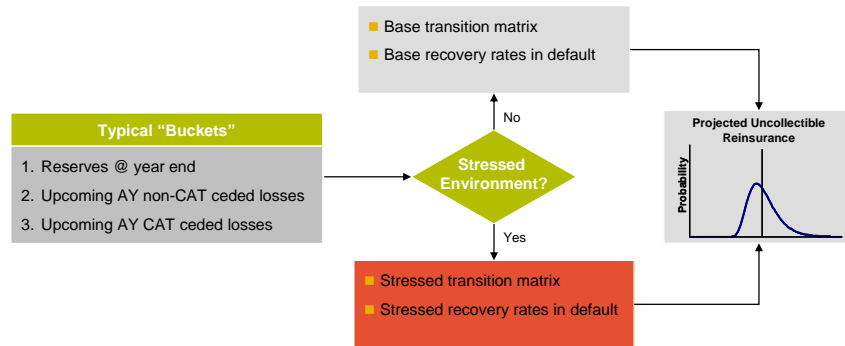 Base transition matrix
Base recovery rates in default
No
Typical “Buckets”
1. Reserves @ year end
2. Upcoming AY non-CAT ceded losses
3. Upcoming AY CAT ceded losses
Stressed
Environment?
Yes
Stressed transition matrix
Stressed recovery rates in default
Projected Uncollectible
Reinsurance
Probability